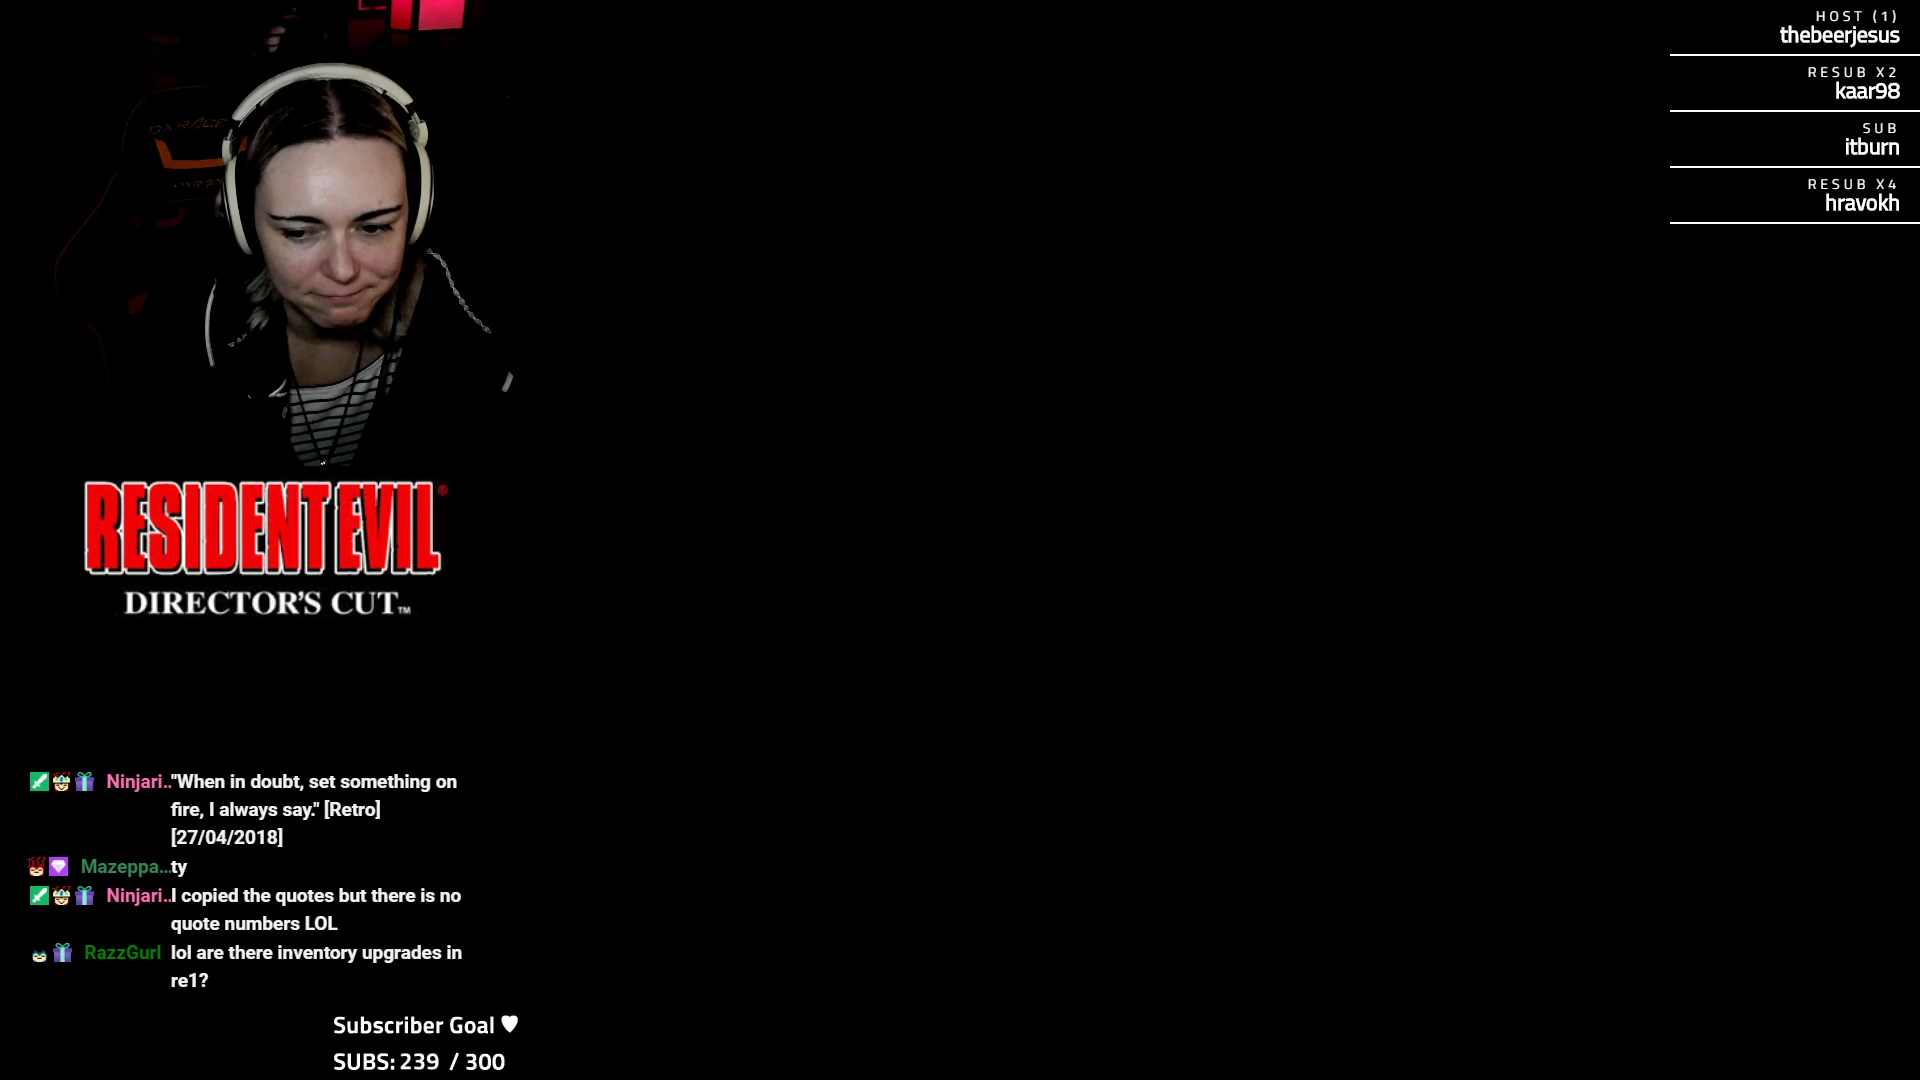 HOST (1)
thebeerjesus
RESUB X2
kaar98
SUB
itburn
RESUB X4
hravokh
DXRACER
RESIDENT EVIL®
DIRECTOR'S CUT™
Ninjari.. "When in doubt, set something on
fire, I always say." [Retro]
[27/04/2018]
Mazeppa... ty
Ninjari.. I copied the quotes but there is no
quote numbers LOL
RazzGurl lol are there inventory upgrades in
re1?
Subscriber Goal ♥
SUBS: 239 / 300